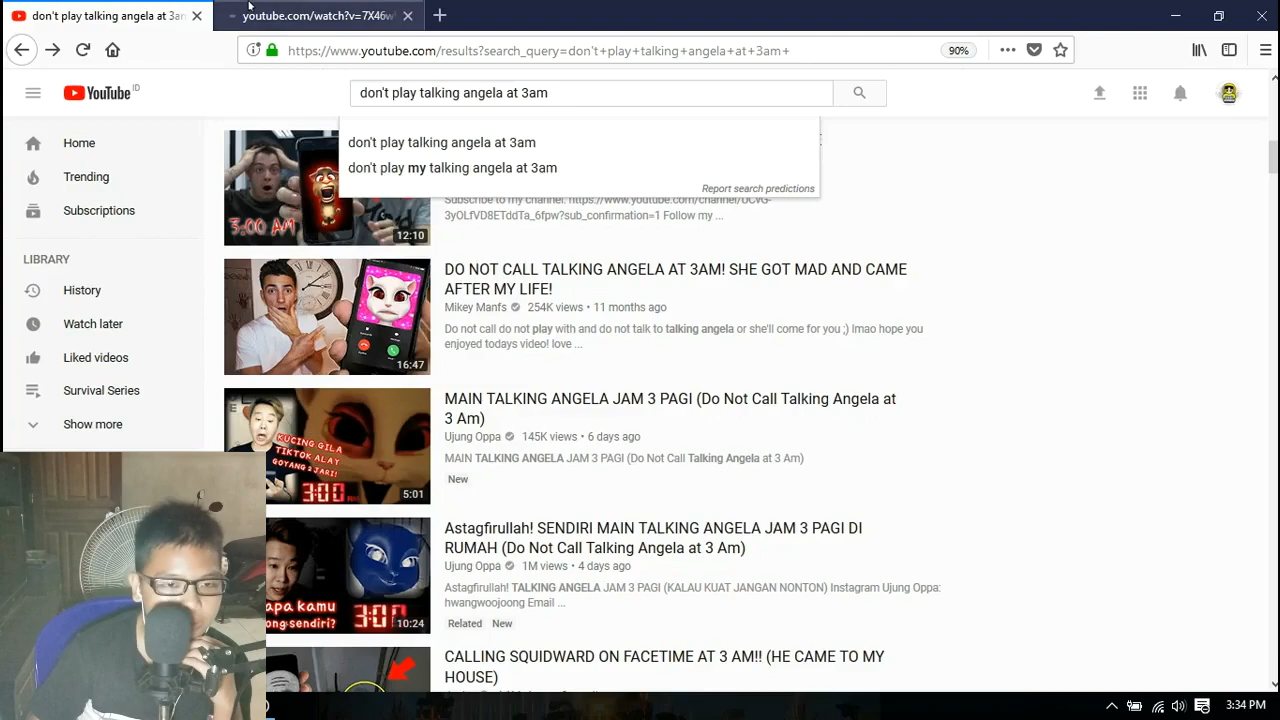 don't play talking angela at 3am
youtube.com/watch?v=7X46w
https://www.youtube.com/results?search_query=don't+play+talking+angela+at+3am+
90%
YouTube ID
don't play talking angela at 3am
Home
Trending
Subscriptions
LIBRARY
History
Watch later
Liked videos
Survival Series
Show more
don't play talking angela at 3am
don't play my talking angela at 3am
Report search predictions
3:00 AM
12:10
Subscribe to my channel: https://www.youtube.com/channel/UCvG-
3yOLfVD8ETddTa_6fpw?sub_confirmation=1 Follow my ...
16:47
DO NOT CALL TALKING ANGELA AT 3AM! SHE GOT MAD AND CAME
AFTER MY LIFE!
Mikey Manfs 254K views • 11 months ago
Do not call do not play with and do not talk to talking angela or she'll come for you ;) lmao hope you
enjoyed todays video! love ...
KUCING GILA
TIKTOK ALAY
GOYANG 2 JARI!
3:00
5:01
MAIN TALKING ANGELA JAM 3 PAGI (Do Not Call Talking Angela at
3 Am)
Ujung Oppa 145K views • 6 days ago
MAIN TALKING ANGELA JAM 3 PAGI (Do Not Call Talking Angela at 3 Am)
New
apa kamu
ong sendiri?
3:00
10:24
Astagfirullah! SENDIRI MAIN TALKING ANGELA JAM 3 PAGI DI
RUMAH (Do Not Call Talking Angela at 3 Am)
Ujung Oppa 1M views • 4 days ago
Astagfirullah! TALKING ANGELA JAM 3 PAGI (KALAU KUAT JANGAN NONTON) Instagram Ujung Oppa:
hwangwoojoong Email ...
Related New
CALLING SQUIDWARD ON FACETIME AT 3 AM!! (HE CAME TO MY
HOUSE)
3:34 PM